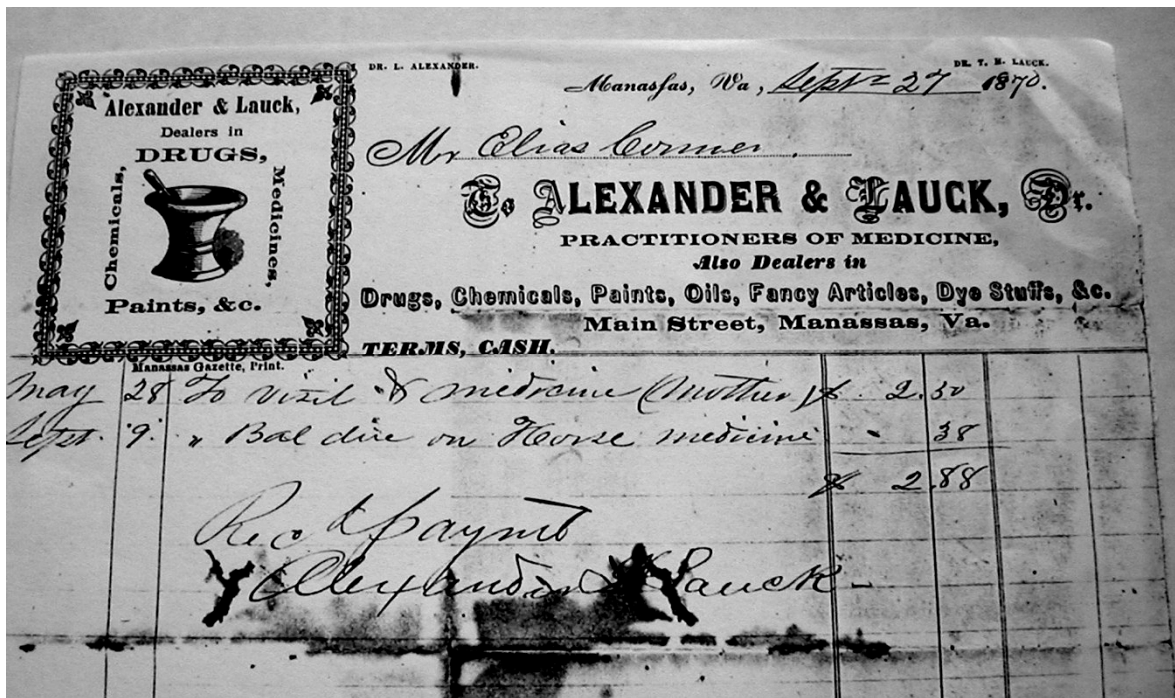 DR. L. ALEXANDER.
DR. T. H. LAUCK.
Manasſas, Va, Sept 27 1870.
Mr Elias Cormer
Alexander & Lauck,
Dealers in
DRUGS,
Chemicals,
Medicines,
Paints, &c.
Manassas Gazette, Print.
To ALEXANDER & LAUCK, Dr.
PRACTITIONERS OF MEDICINE,
Also Dealers in
Drugs, Chemicals, Paints, Oils, Fancy Articles, Dye Stuffs, &c.
Main Street, Manassas, Va.
TERMS, CASH.
May 28 To visit & medicine (Mother) $ 2.50
Sept. 9. " Bal due on Horse medicine - 38
$ 2.88
Recd paymt
Alexander & Lauck